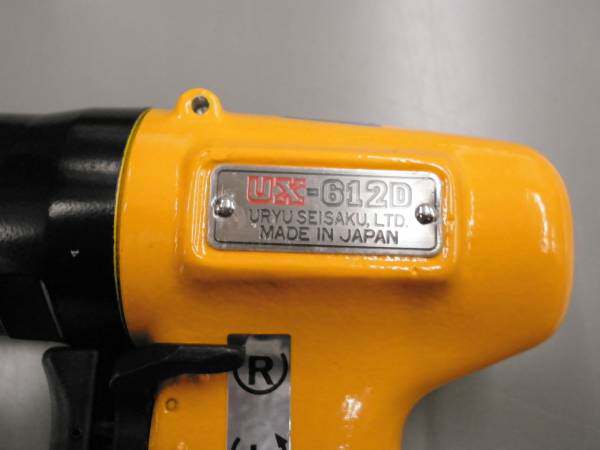 UX-612D
URYU SEISAKU, LTD.
MADE IN JAPAN
R